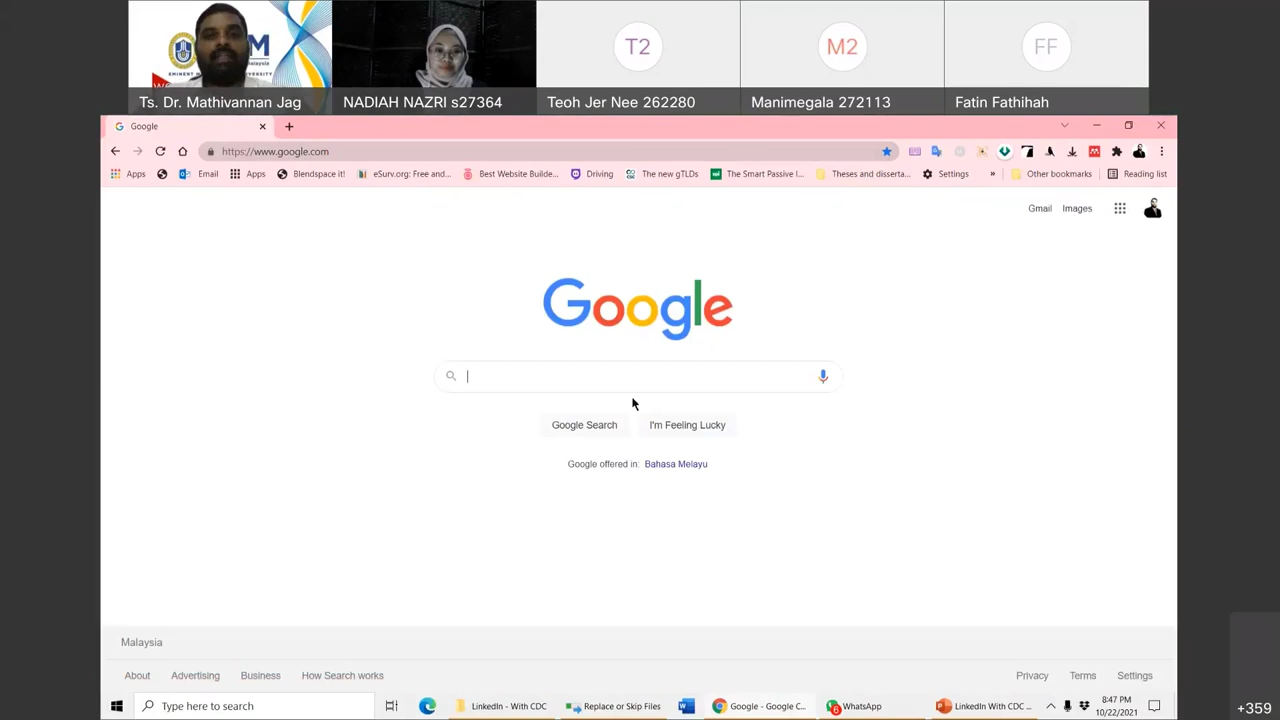 T2
M2
FF
Ts. Dr. Mathivannan Jag
NADIAH NAZRI s27364
Teoh Jer Nee 262280
Manimegala 272113
Fatin Fathihah
Google
https://www.google.com
Apps
Email
Apps
Blendspace it!
eSurv.org: Free and...
Best Website Builde...
Driving
The new gTLDs
The Smart Passive I...
Theses and disserta...
Settings
»
Other bookmarks
Reading list
Gmail
Images
Google
Google Search
I'm Feeling Lucky
Google offered in: Bahasa Melayu
Malaysia
About
Advertising
Business
How Search works
Privacy
Terms
Settings
Type here to search
LinkedIn - With CDC
Replace or Skip Files
Google - Google C...
6
WhatsApp
LinkedIn With CDC ...
8:47 PM
10/22/2021
+359